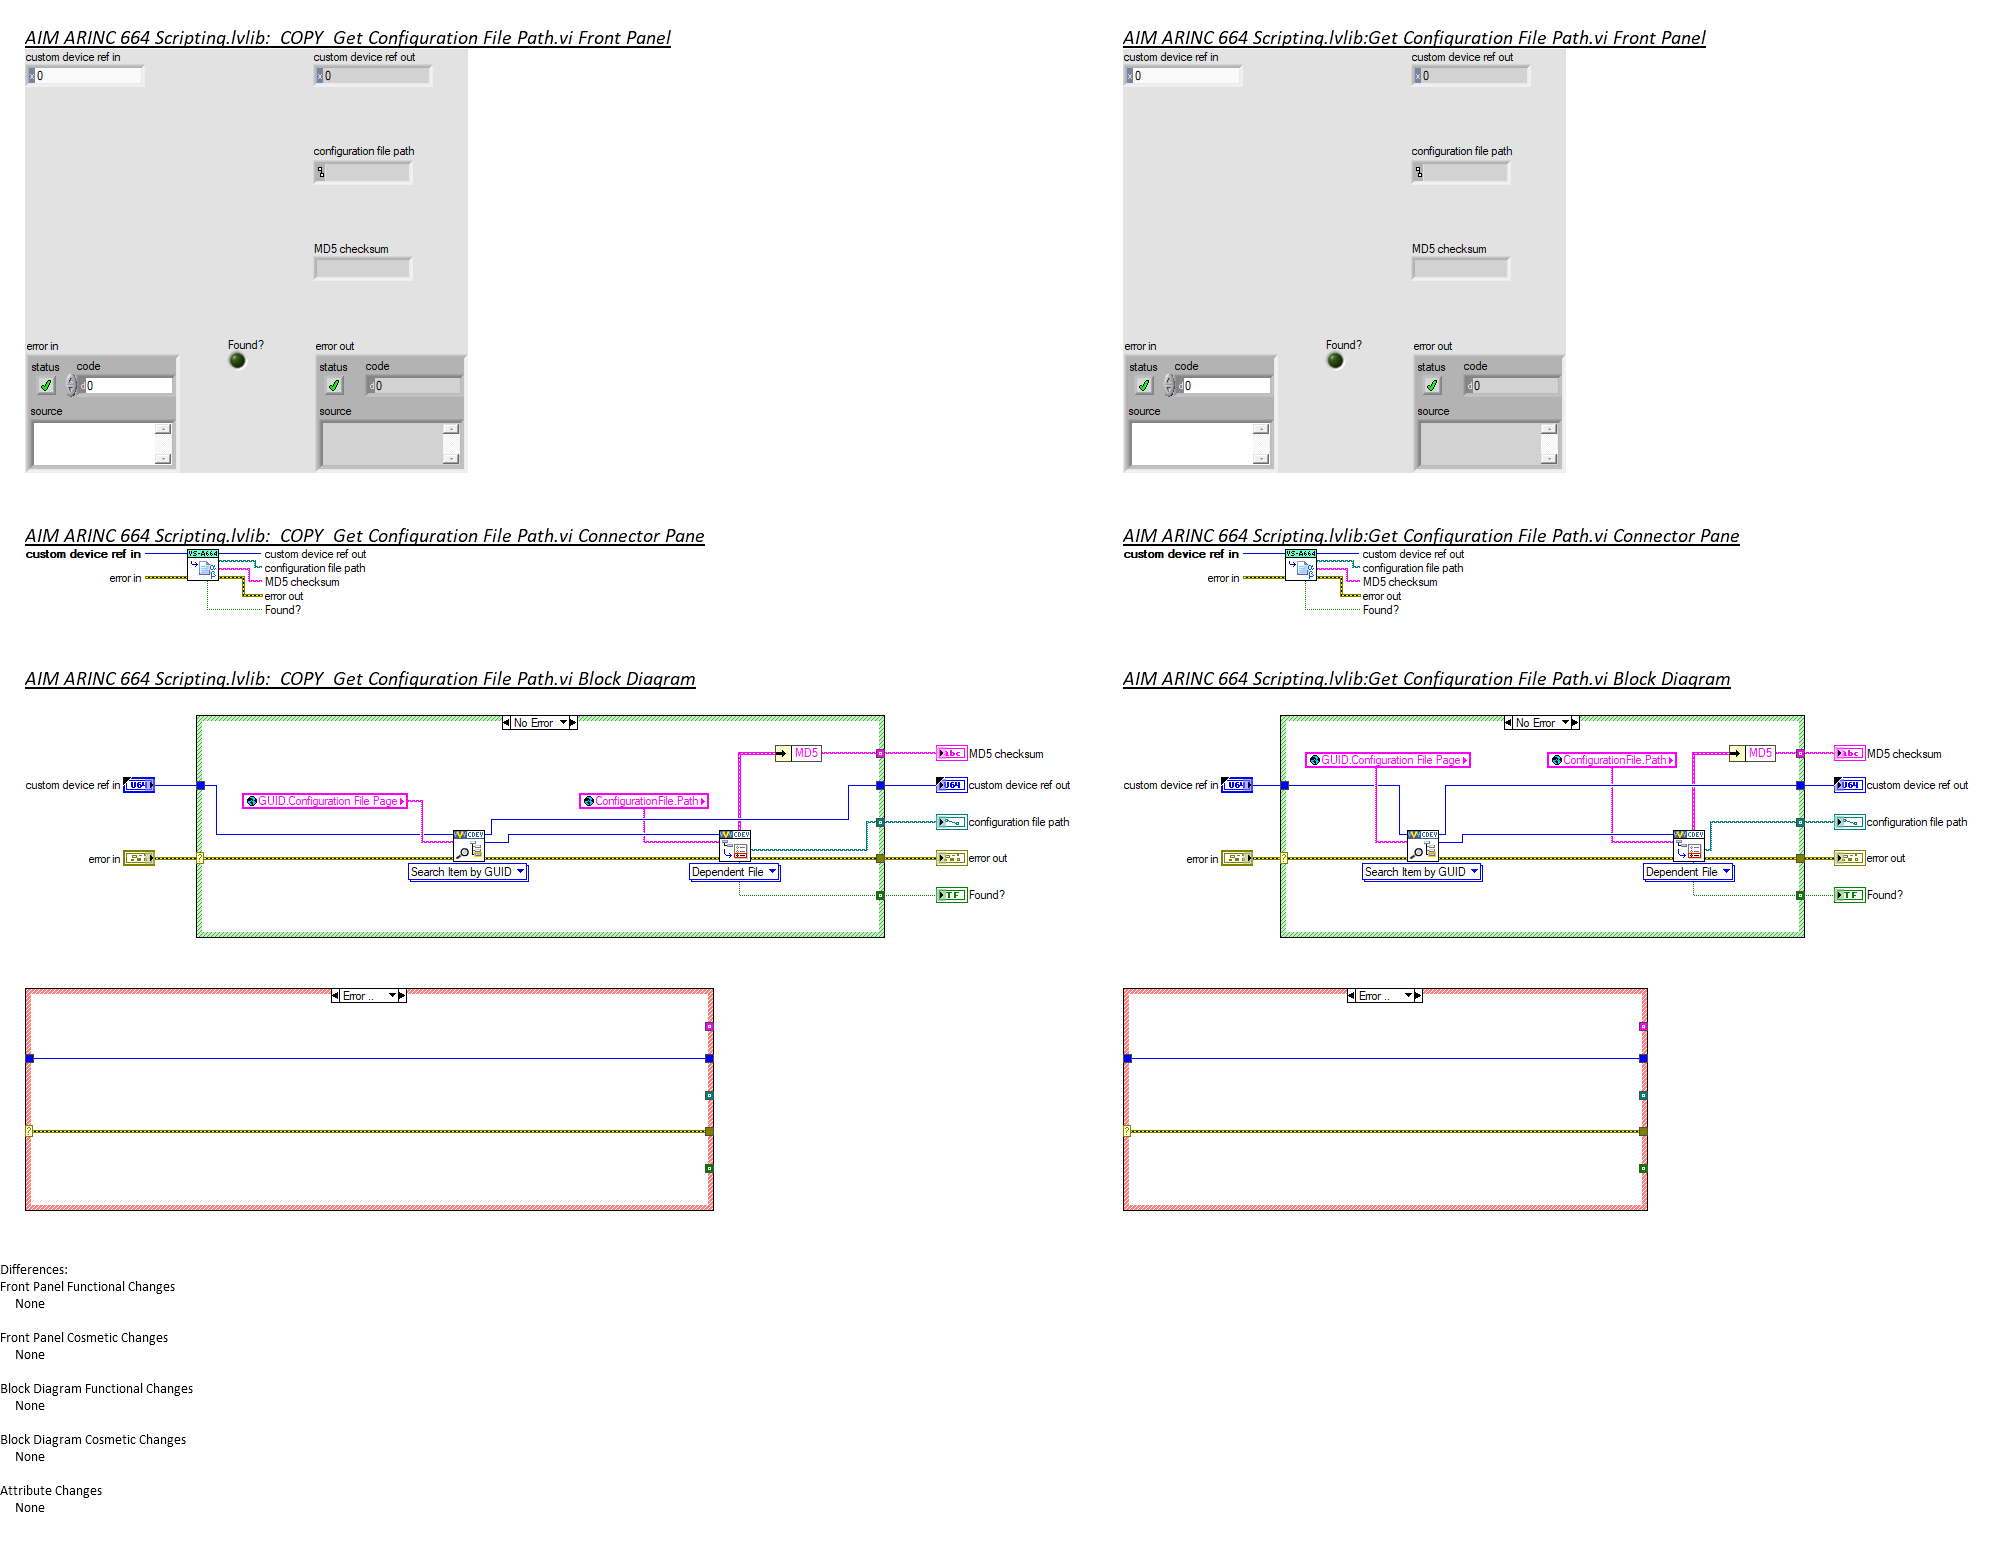 AIM ARINC 664 Scripting.lvlib:  COPY  Get Configuration File Path.vi Front Panel
custom device ref in
custom device ref out
x 0
x 0
configuration file path
MD5 checksum
error in
Found?
error out
status
code
d 0
status
code
d 0
source
source
AIM ARINC 664 Scripting.lvlib:Get Configuration File Path.vi Front Panel
custom device ref in
custom device ref out
x 0
x 0
configuration file path
MD5 checksum
error in
Found?
error out
status
code
d 0
status
code
d 0
source
source
AIM ARINC 664 Scripting.lvlib:  COPY  Get Configuration File Path.vi Connector Pane
custom device ref in
error in
VS-A664
α
β
custom device ref out
configuration file path
MD5 checksum
error out
Found?
AIM ARINC 664 Scripting.lvlib:Get Configuration File Path.vi Connector Pane
custom device ref in
error in
VS-A664
α
β
custom device ref out
configuration file path
MD5 checksum
error out
Found?
AIM ARINC 664 Scripting.lvlib:  COPY  Get Configuration File Path.vi Block Diagram
No Error
MD5
abc
MD5 checksum
custom device ref in
U64
U64
custom device ref out
GUID.Configuration File Page
ConfigurationFile.Path
configuration file path
CDEV
CDEV
error in
?
error out
Search Item by GUID
Dependent File
TF
Found?
Error ..
?
AIM ARINC 664 Scripting.lvlib:Get Configuration File Path.vi Block Diagram
No Error
GUID.Configuration File Page
ConfigurationFile.Path
MD5
abc
MD5 checksum
custom device ref in
U64
U64
custom device ref out
configuration file path
CDEV
CDEV
error in
?
error out
Search Item by GUID
Dependent File
TF
Found?
Error ..
?
Differences:
Front Panel Functional Changes
None
Front Panel Cosmetic Changes
None
Block Diagram Functional Changes
None
Block Diagram Cosmetic Changes
None
Attribute Changes
None